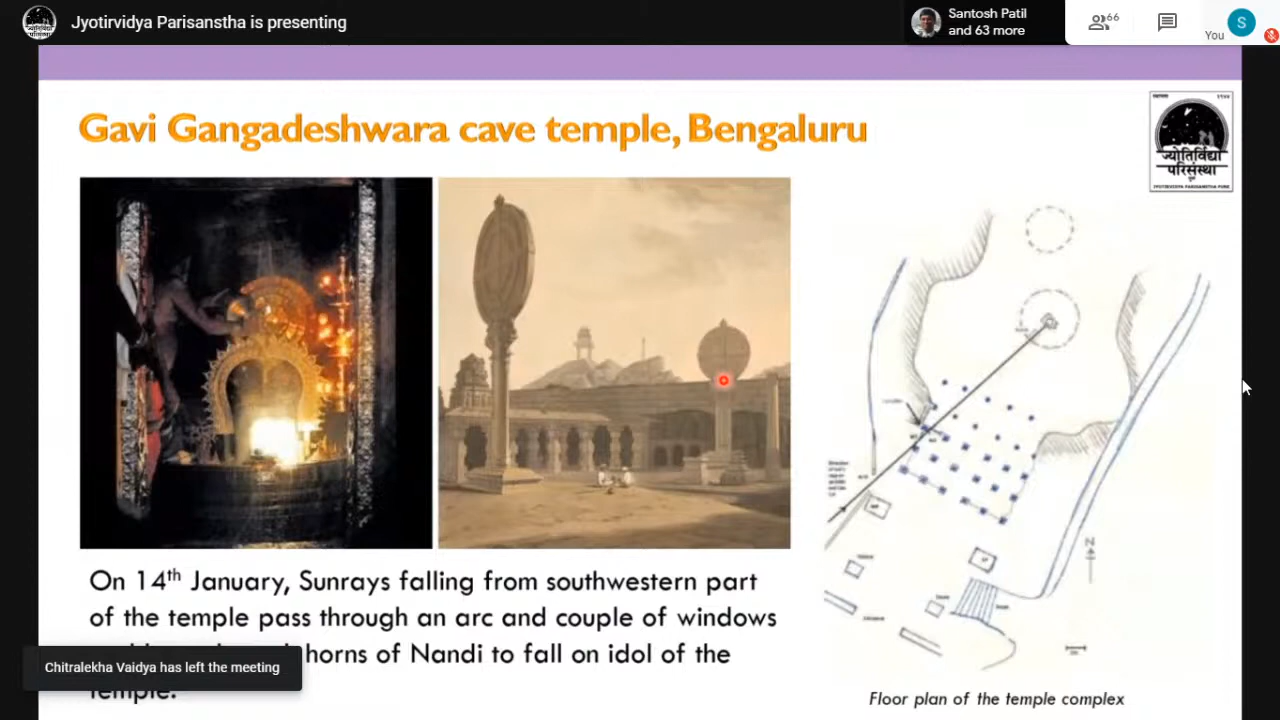 Jyotirvidya Parisanstha is presenting
Santosh Patil
and 63 more
66
You
S
Gavi Gangadeshwara cave temple, Bengaluru
ज्योतिर्विद्या
परिसंस्था
JYOTIRVIDYA PARISANSTHA PUNE
N
On 14th January, Sunrays falling from southwestern part
of the temple pass through an arc and couple of windows
horns of Nandi to fall on idol of the
temple.
Chitralekha Vaidya has left the meeting
Floor plan of the temple complex